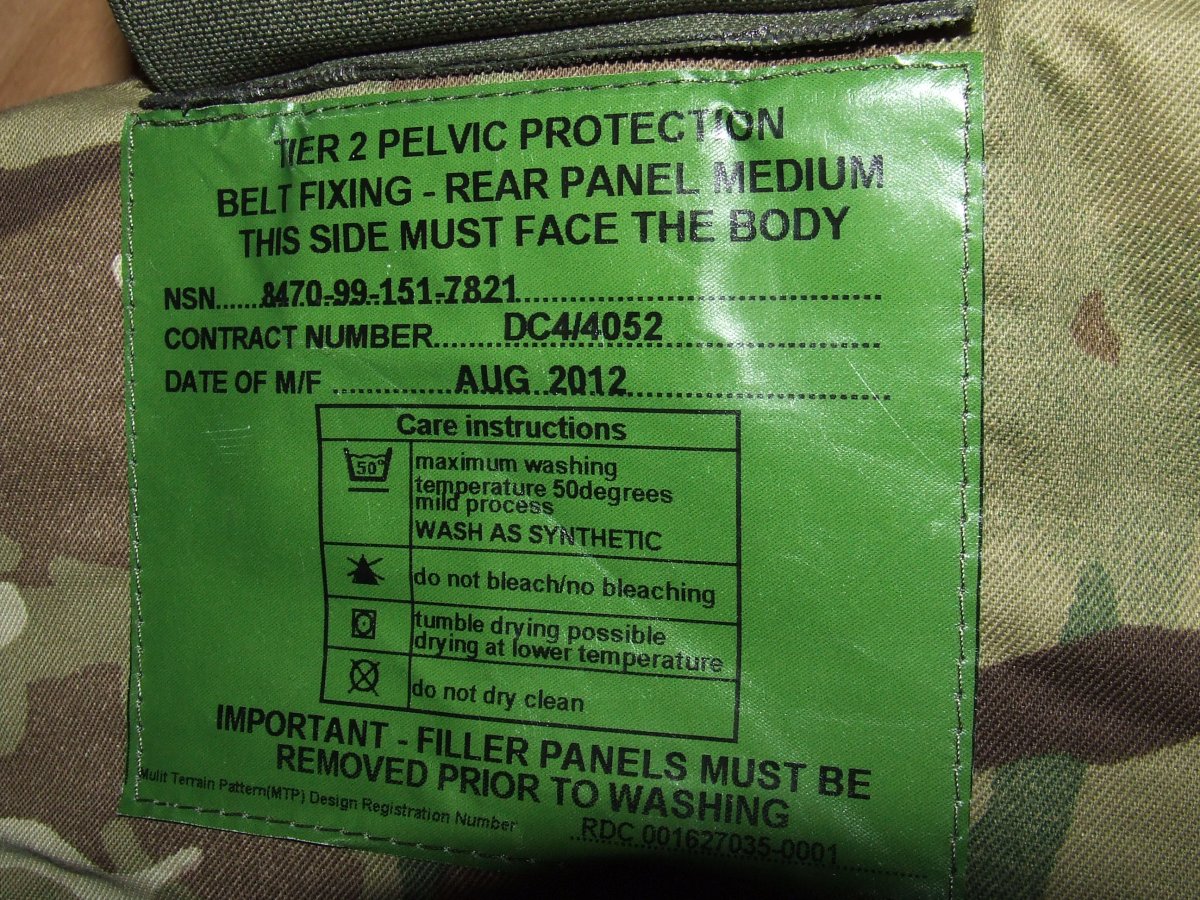 TIER 2 PELVIC PROTECTION
BELT FIXING - REAR PANEL MEDIUM
THIS SIDE MUST FACE THE BODY
NSN......8470-99-151-7821..............................
CONTRACT NUMBER........DC4/4052..............................
DATE OF M/F ..............AUG 2012..............................
Care instructions
50°
maximum washing
temperature 50degrees
mild process
WASH AS SYNTHETIC
do not bleach/no bleaching
tumble drying possible
drying at lower temperature
do not dry clean
IMPORTANT - FILLER PANELS MUST BE
REMOVED PRIOR TO WASHING
Mulit Terrain Pattern(MTP) Design Registration Number
..RDC 001627035-0001......